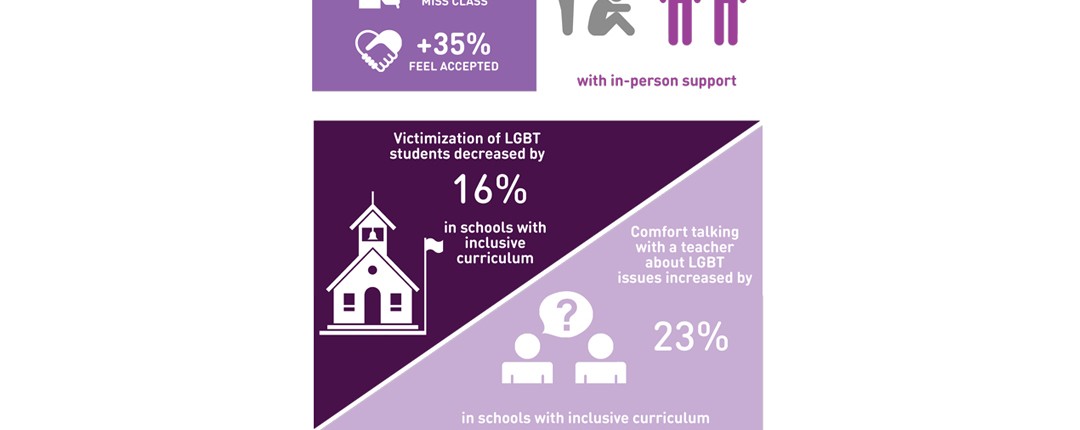 MISS CLASS
+35%
FEEL ACCEPTED
with in-person support
Victimization of LGBT
students decreased by
16%
in schools with
inclusive
curriculum
Comfort talking
with a teacher
about LGBT
issues increased by
?
23%
in schools with inclusive curriculum